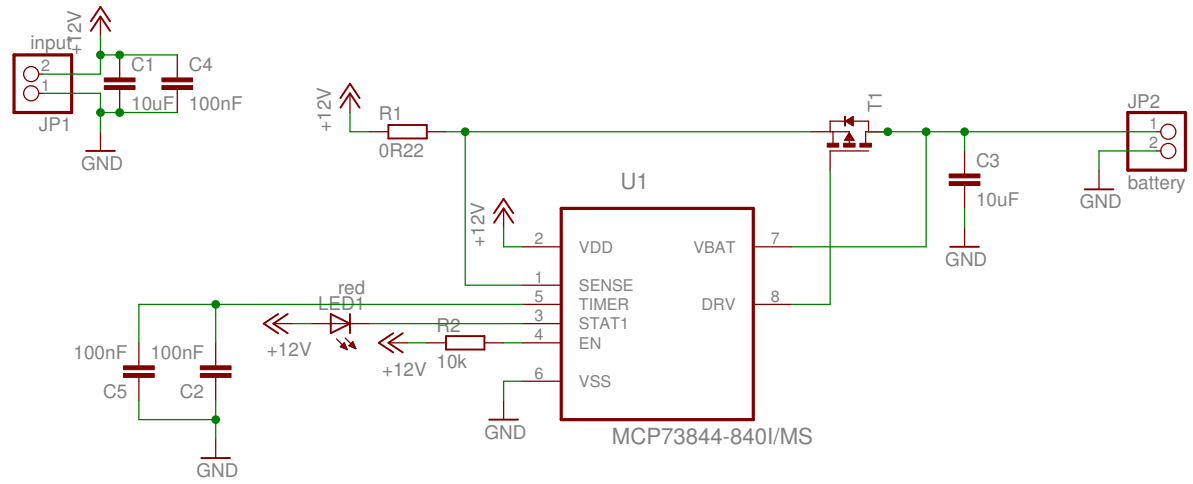 +12V
input
2
1
JP1
C1
10uF
C4
100nF
GND
+12V
R1
0R22
T1
JP2
1
2
battery
GND
C3
10uF
GND
U1
+12V
2
VDD
1
SENSE
5
TIMER
3
STAT1
4
EN
6
VSS
VBAT
7
DRV
8
MCP73844-840I/MS
GND
red
LED1
+12V
R2
10k
+12V
100nF
C5
100nF
C2
GND